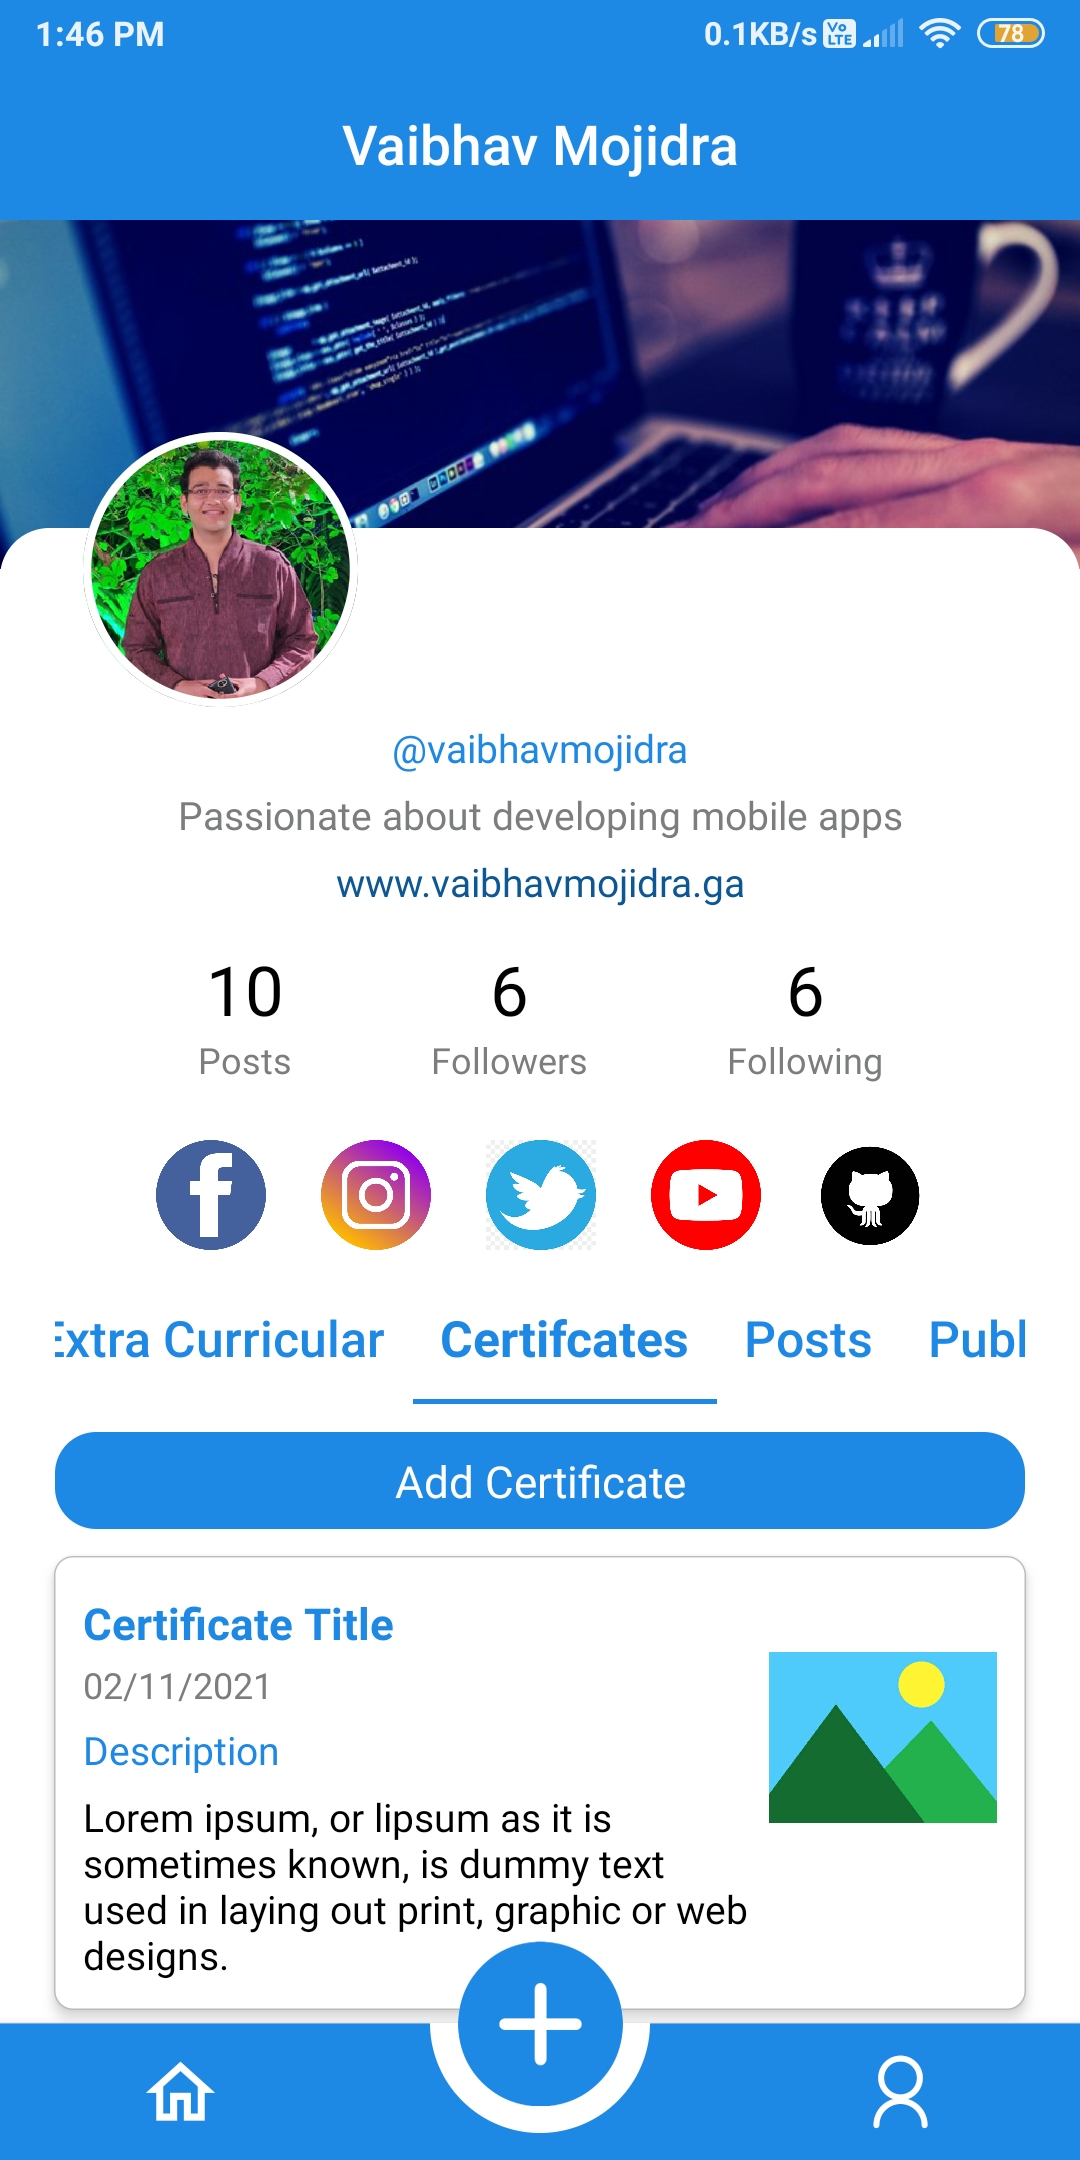 1:46 PM
0.1KB/s Vo LTE 78
Vaibhav Mojidra
@vaibhavmojidra
Passionate about developing mobile apps
www.vaibhavmojidra.ga
10 6 6
Posts Followers Following
Extra Curricular Certifcates Posts Publ
Add Certificate
Certificate Title
02/11/2021
Description
Lorem ipsum, or lipsum as it is
sometimes known, is dummy text
used in laying out print, graphic or web
designs.